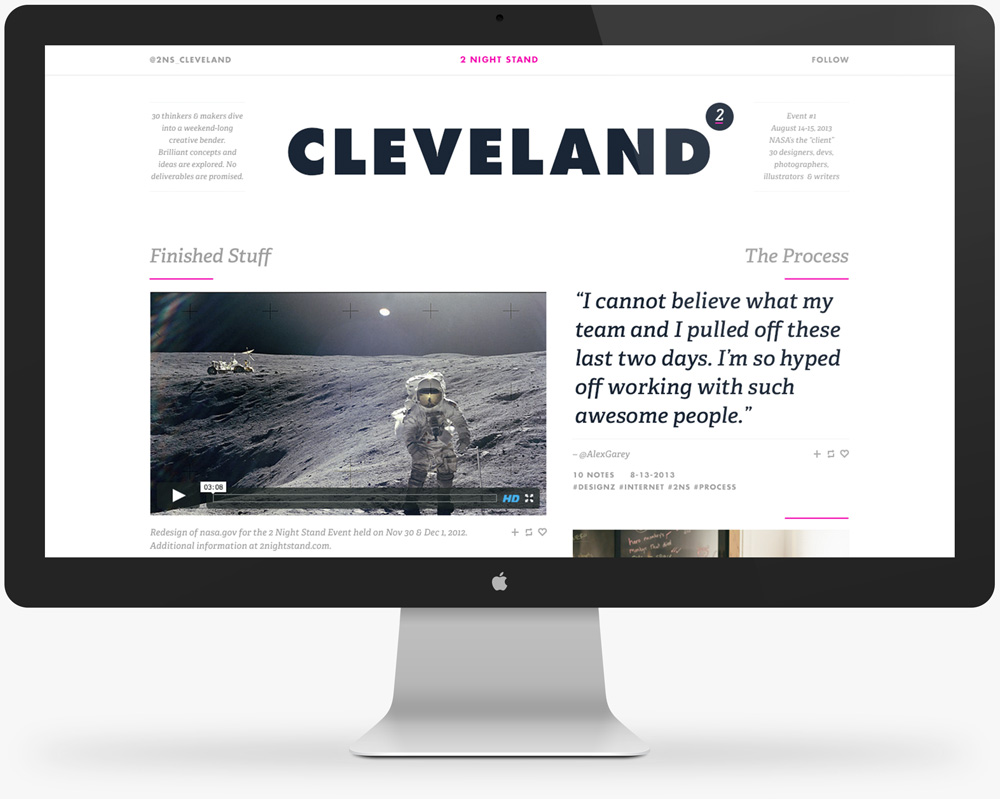 @2NS_CLEVELAND
2 NIGHT STAND
FOLLOW
30 thinkers & makers dive
into a weekend-long
creative bender.
Brilliant concepts and
ideas are explored. No
deliverables are promised.
CLEVELAND
2
Event #1
August 14-15, 2013
NASA's the "client"
30 designers, devs,
photographers,
illustrators & writers
Finished Stuff
03:08
HD
Redesign of nasa.gov for the 2 Night Stand Event held on Nov 30 & Dec 1, 2012.
Additional information at 2nightstand.com.
The Process
“I cannot believe what my
team and I pulled off these
last two days. I’m so hyped
off working with such
awesome people.”
– @AlexGarey
10 NOTES 8-13-2013
#DESIGNZ #INTERNET #2NS #PROCESS